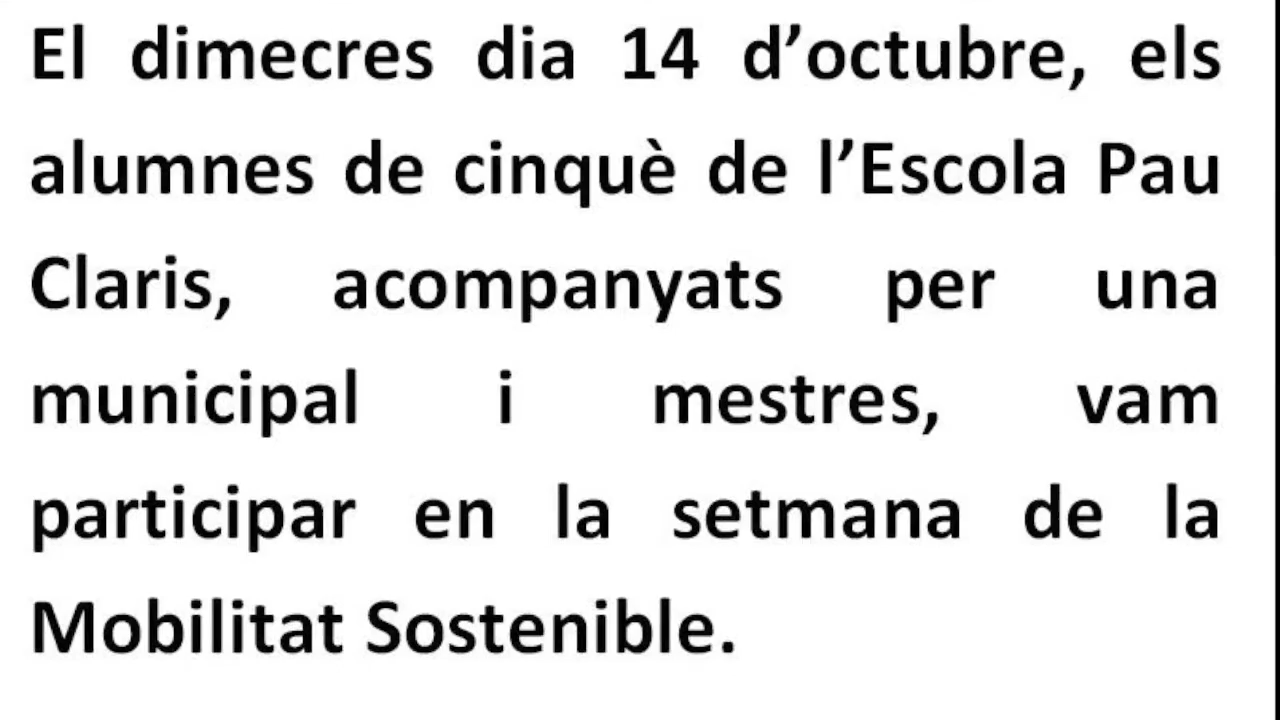 El dimecres dia 14 d’octubre, els
alumnes de cinquè de l’Escola Pau
Claris, acompanyats per una
municipal i mestres, vam
participar en la setmana de la
Mobilitat Sostenible.